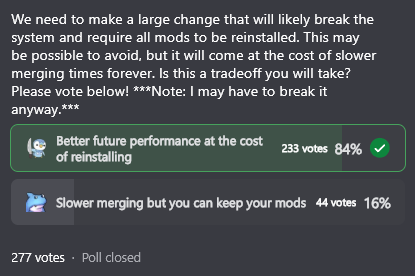 We need to make a large change that will likely break the
system and require all mods to be reinstalled. This may
be possible to avoid, but it will come at the cost of slower
merging times forever. Is this a tradeoff you will take?
Please vote below! ***Note: I may have to break it
anyway.***
Better future performance at the cost
of reinstalling
233 votes 84%
Slower merging but you can keep your mods 44 votes 16%
277 votes · Poll closed